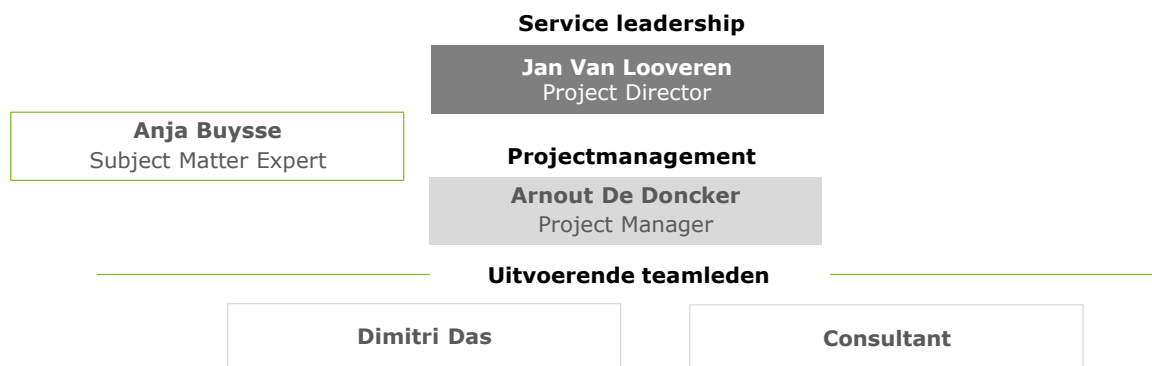 Service leadership
Jan Van Looveren
Project Director
Anja Buysse
Subject Matter Expert
Projectmanagement
Arnout De Doncker
Project Manager
Uitvoerende teamleden
Dimitri Das
Consultant